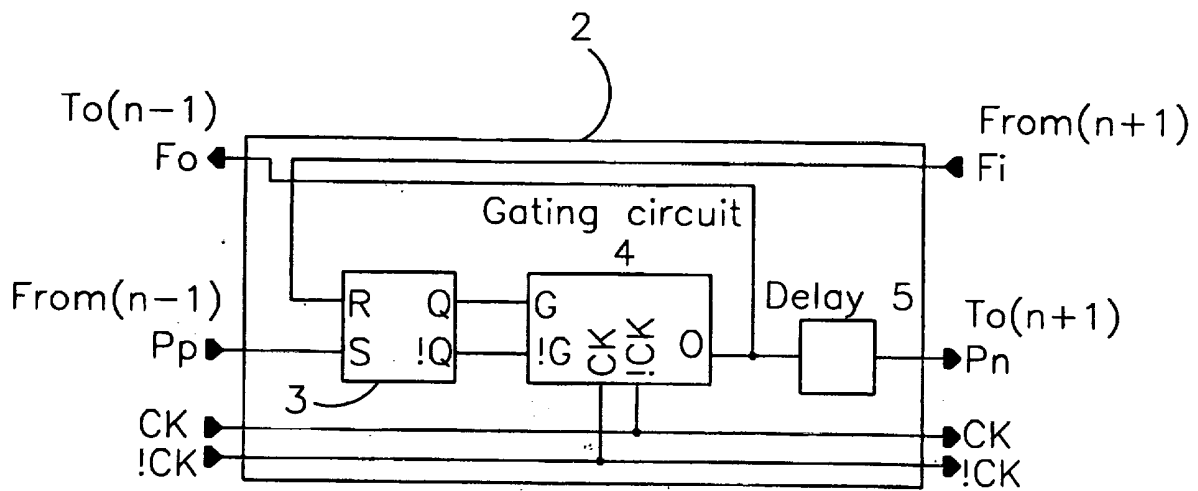 2
To(n-1)
From(n+1)
Fo
Fi
Gating circuit
4
From(n-1)
R Q
G
Delay 5
To(n+1)
Pp
S !Q
!G CK !CK O
Pn
3
CK
CK
!CK
!CK